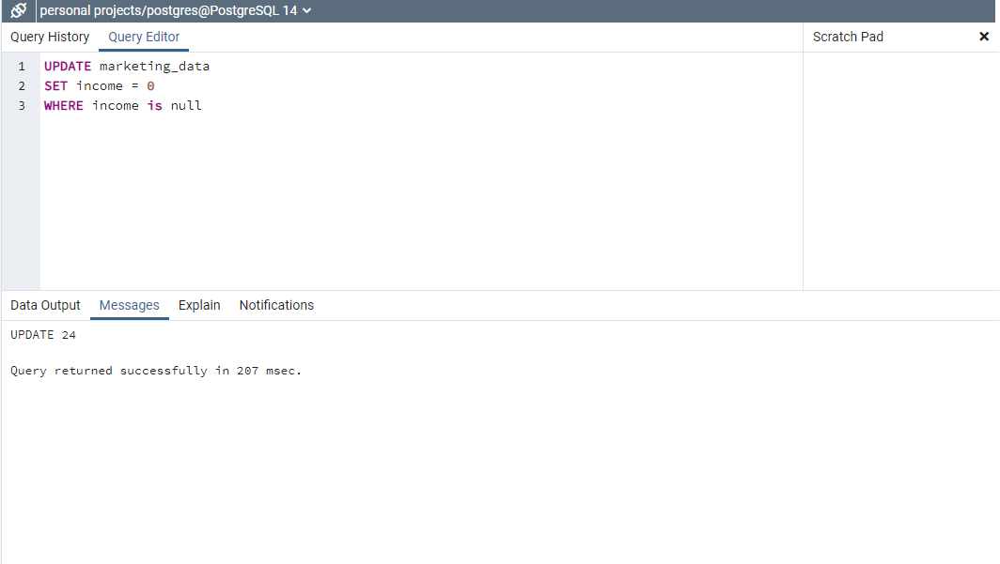 personal projects/postgres@PostgreSQL 14
Query History Query Editor Scratch Pad
1 UPDATE marketing_data
2 SET income = 0
3 WHERE income is null
Data Output Messages Explain Notifications
UPDATE 24
Query returned successfully in 207 msec.